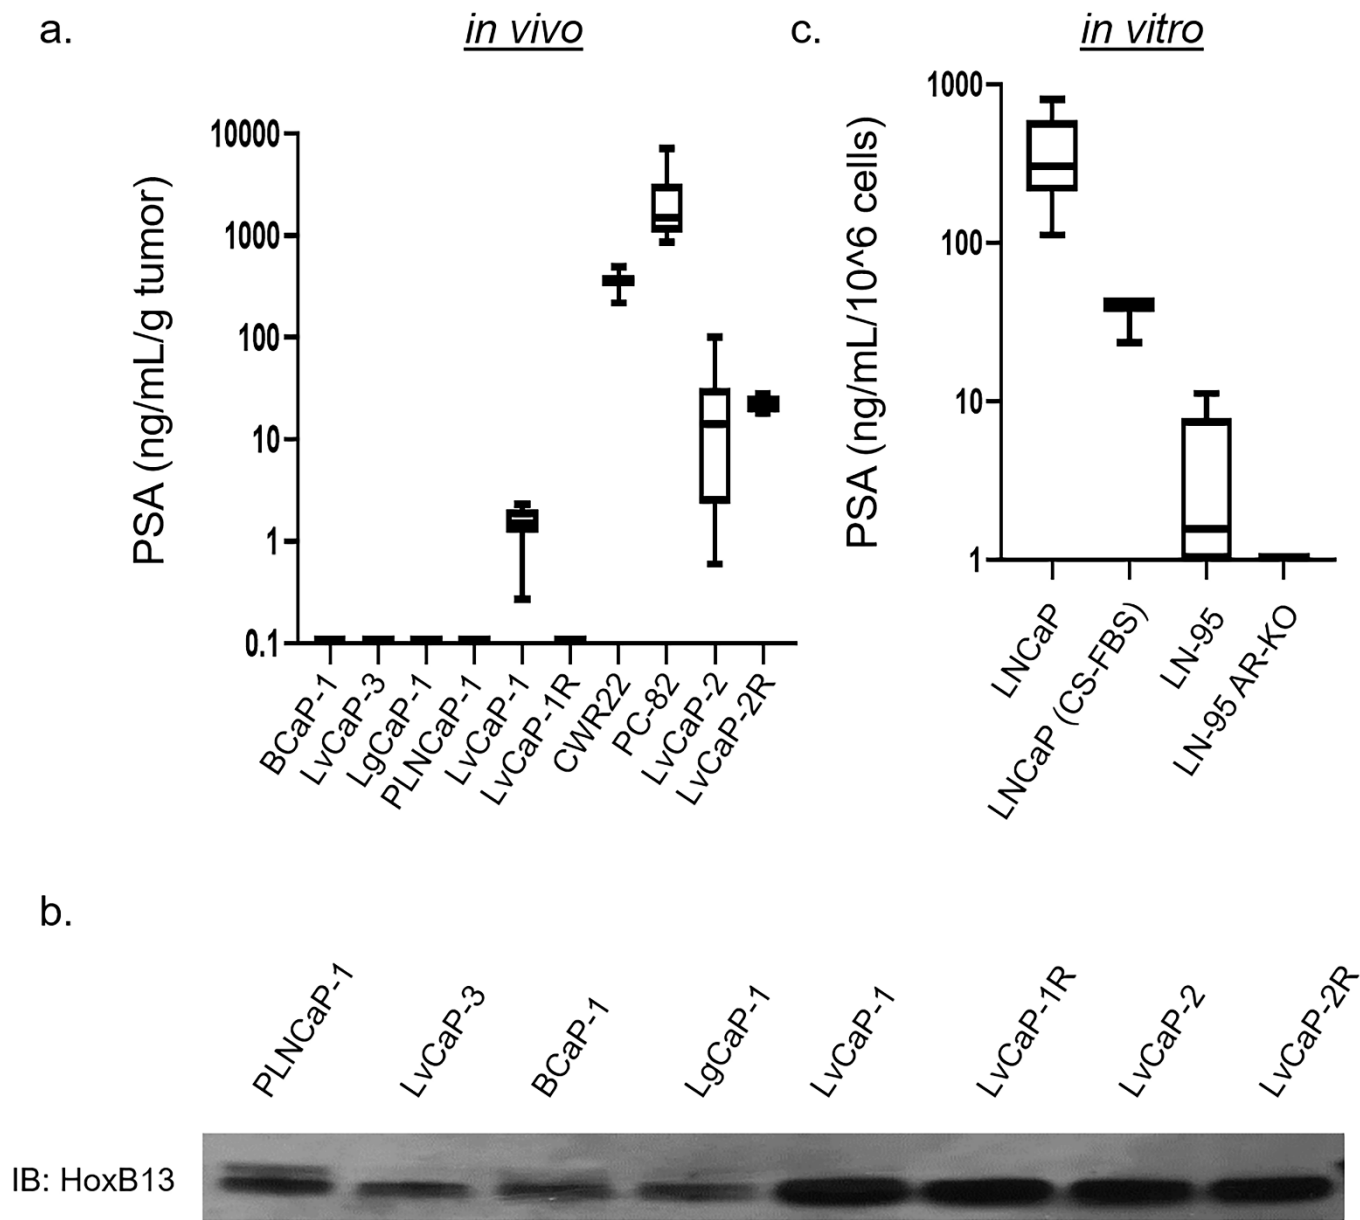 a.
in vivo
PSA (ng/mL/g tumor)
10000
1000
100
10
1
0.1
BCaP-1
LvCaP-3
LgCaP-1
PLNCaP-1
LvCaP-1
LvCaP-1R
CWR22
PC-82
LvCaP-2
LvCaP-2R
c.
in vitro
PSA (ng/mL/10^6 cells)
1000
100
10
1
LNCaP
LNCaP (CS-FBS)
LN-95
LN-95 AR-KO
b.
PLNCaP-1
LvCaP-3
BCaP-1
LgCaP-1
LvCaP-1
LvCaP-1R
LvCaP-2
LvCaP-2R
IB: HoxB13